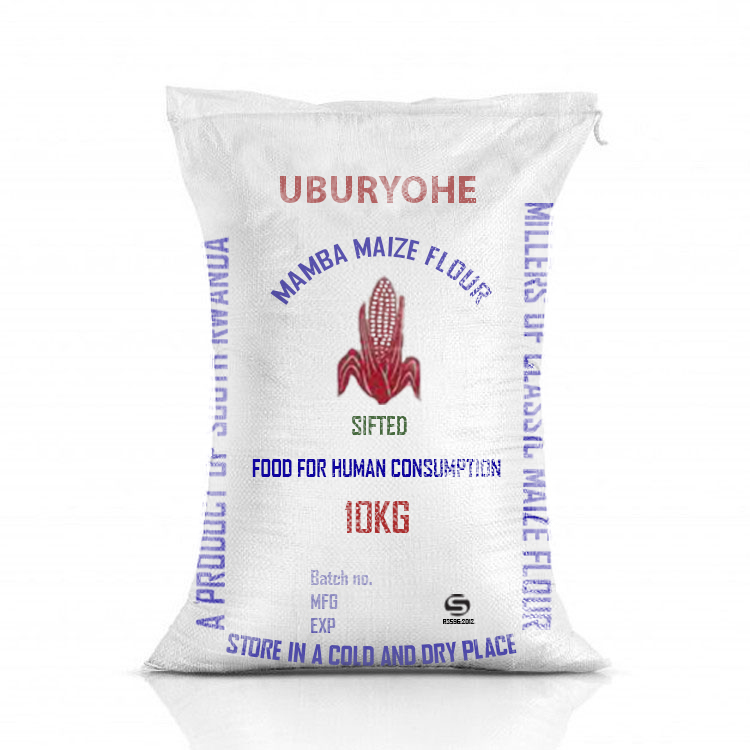 UBURYOHE
MAMBA MAIZE FLOUR
SIFTED
FOOD FOR HUMAN CONSUMPTION
10KG
Batch no.
MFG
EXP
STORE IN A COLD AND DRY PLACE
A PRODUCT OF SOUTH RWANDA
MILLERS OF CLASSIC MAIZE FLOUR